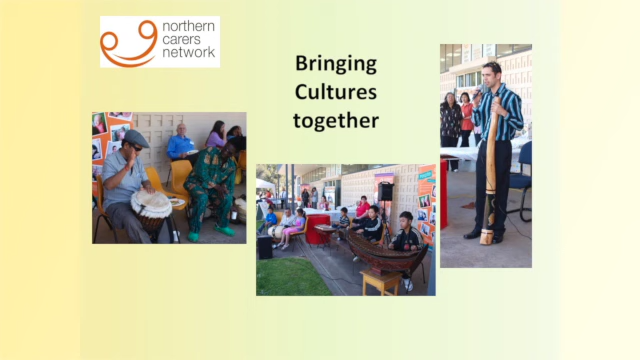 northern
carers
network
Bringing
Cultures
together